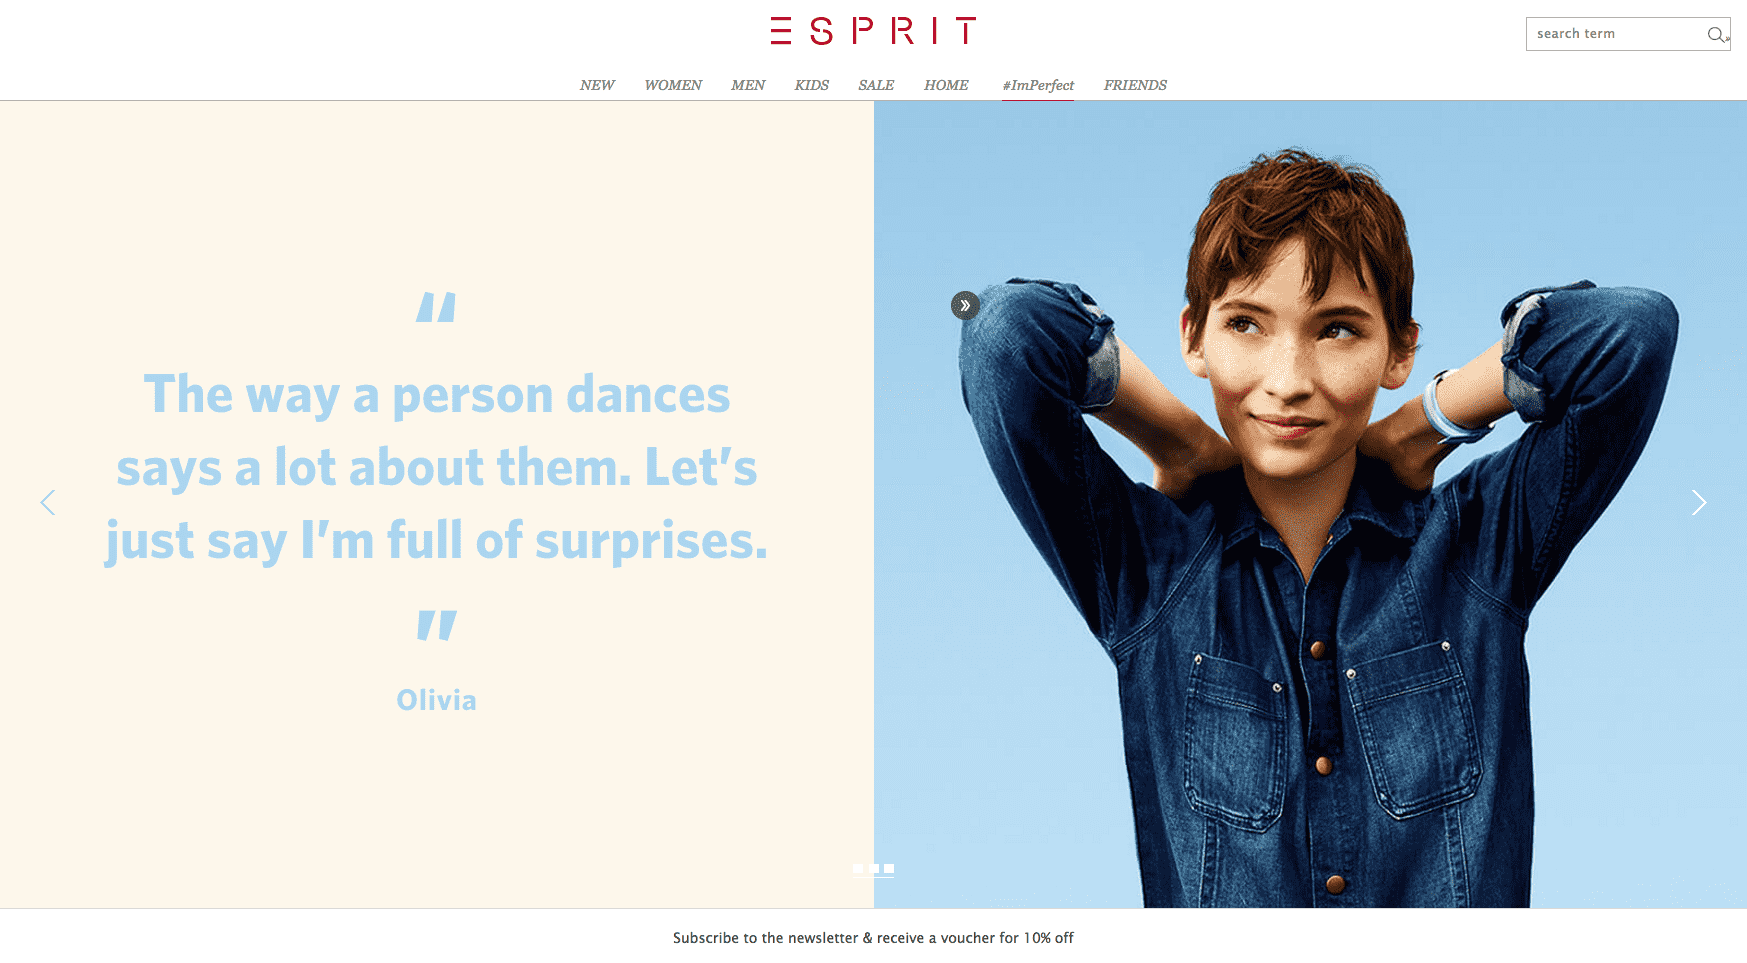 ESPRIT
search term
NEW WOMEN MEN KIDS SALE HOME #ImPerfect FRIENDS
“
The way a person dances
says a lot about them. Let’s
just say I’m full of surprises.
”
Olivia
Subscribe to the newsletter & receive a voucher for 10% off